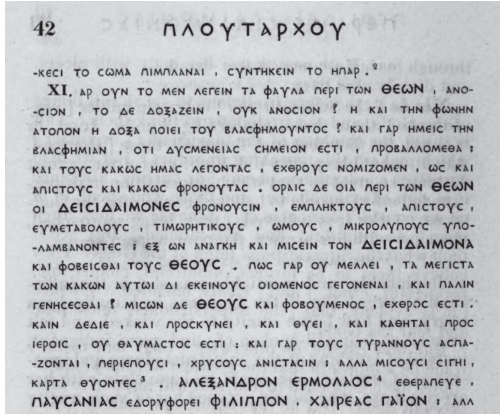 42 ΠΛΟΥΤΑΡΧΟΥ
-ΚΕϹΙ ΤΟ ϹΩΜΑ ΠΙΜΠΛΑΝΑΙ , ϹΥΝΤΗΚΕΙΝ ΤΟ ΗΠΑΡ . 2
XI. ΑΡ ΟΥΝ ΤΟ ΜΕΝ ΛΕΓΕΙΝ ΤΑ ΦΑΥΛΑ ΠΕΡΙ ΤΩΝ ΘΕΩΝ , ΑΝΟ-
-ϹΙΟΝ , ΤΟ ΔΕ ΔΟΞΑΖΕΙΝ , ΟΥΚ ΑΝΟϹΙΟΝ ? Η ΚΑΙ ΤΗΝ ΦΩΝΗΝ
ΑΤΟΠΟΝ Η ΔΟΞΑ ΠΟΙΕΙ ΤΟΥ ΒΛΑϹΦΗΜΟΥΝΤΟϹ ? ΚΑΙ ΓΑΡ ΗΜΕΙϹ ΤΗΝ
ΒΛΑϹΦΗΜΙΑΝ , ΟΤΙ ΔΥϹΜΕΝΕΙΑϹ ϹΗΜΕΙΟΝ ΕϹΤΙ , ΠΡΟΒΑΛΛΟΜΕΘΑ :
ΚΑΙ ΤΟΥϹ ΚΑΚΩϹ ΗΜΑϹ ΛΕΓΟΝΤΑϹ , ΕΧΘΡΟΥϹ ΝΟΜΙΖΟΜΕΝ , ΩϹ ΚΑΙ
ΑΠΙϹΤΟΥϹ ΚΑΙ ΚΑΚΩϹ ΦΡΟΝΟΥΤΑϹ . ΟΡΑΙϹ ΔΕ ΟΙΑ ΠΕΡΙ ΤΩΝ ΘΕΩΝ
ΟΙ ΔΕΙϹΙΔΑΙΜΟΝΕϹ ΦΡΟΝΟΥϹΙΝ , ΕΜΠΛΗΚΤΟΥϹ , ΑΠΙϹΤΟΥϹ ,
ΕΥΜΕΤΑΒΟΛΟΥϹ , ΤΙΜΩΡΗΤΙΚΟΥϹ , ΩΜΟΥϹ , ΜΙΚΡΟΛΥΠΟΥϹ ΥΠΟ-
-ΛΑΜΒΑΝΟΝΤΕϹ : ΕΞ ΩΝ ΑΝΑΓΚΗ ΚΑΙ ΜΙϹΕΙΝ ΤΟΝ ΔΕΙϹΙΔΑΙΜΟΝΑ
ΚΑΙ ΦΟΒΕΙϹΘΑΙ ΤΟΥϹ ΘΕΟΥϹ . ΠΩϹ ΓΑΡ ΟΥ ΜΕΛΛΕΙ , ΤΑ ΜΕΓΙϹΤΑ
ΤΩΝ ΚΑΚΩΝ ΑΥΤΩΙ ΔΙ ΕΚΕΙΝΟΥϹ ΟΙΟΜΕΝΟϹ ΓΕΓΟΝΕΝΑΙ , ΚΑΙ ΠΑΛΙΝ
ΓΕΝΗϹΕϹΘΑΙ ? ΜΙϹΩΝ ΔΕ ΘΕΟΥϹ ΚΑΙ ΦΟΒΟΥΜΕΝΟϹ , ΕΧΘΡΟϹ ΕϹΤΙ .
ΚΑΙΝ ΔΕΔΙΕ , ΚΑΙ ΠΡΟϹΚΥΝΕΙ , ΚΑΙ ΘΥΕΙ , ΚΑΙ ΚΑΘΗΤΑΙ ΠΡΟϹ
ΙΕΡΟΙϹ , ΟΥ ΘΑΥΜΑϹΤΟϹ ΕϹΤΙ : ΚΑΙ ΓΑΡ ΤΟΥϹ ΤΥΡΑΝΝΟΥϹ ΑϹΠΑ-
-ΖΟΝΤΑΙ , ΠΕΡΙΕΠΟΥϹΙ , ΧΡΥϹΟΥϹ ΑΝΙϹΤΑϹΙΝ : ΑΛΛΑ ΜΙϹΟΥϹΙ ϹΙΓΗΙ ,
ΚΑΡΤΑ ΘΥΟΝΤΕϹ 3 . ΑΛΕΞΑΝΔΡΟΝ ΕΡΜΟΛΑΟϹ 4 ΕΘΕΡΑΠΕΥΕ ,
ΠΑΥϹΑΝΙΑϹ ΕΔΟΡΥΦΟΡΕΙ ΦΙΛΙΠΠΟΝ , ΧΑΙΡΕΑϹ ΓΑΪΟΝ : ΑΛΛ